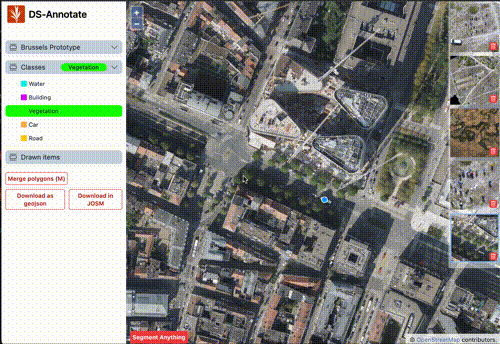 DS-Annotate
Brussels Prototype
Classes
Vegetation
Water
Building
Vegetation
Car
Road
Drawn items
Merge polygons (M)
Download as
geojson
Download in
JOSM
Segment Anything
© OpenStreetMap contributors.